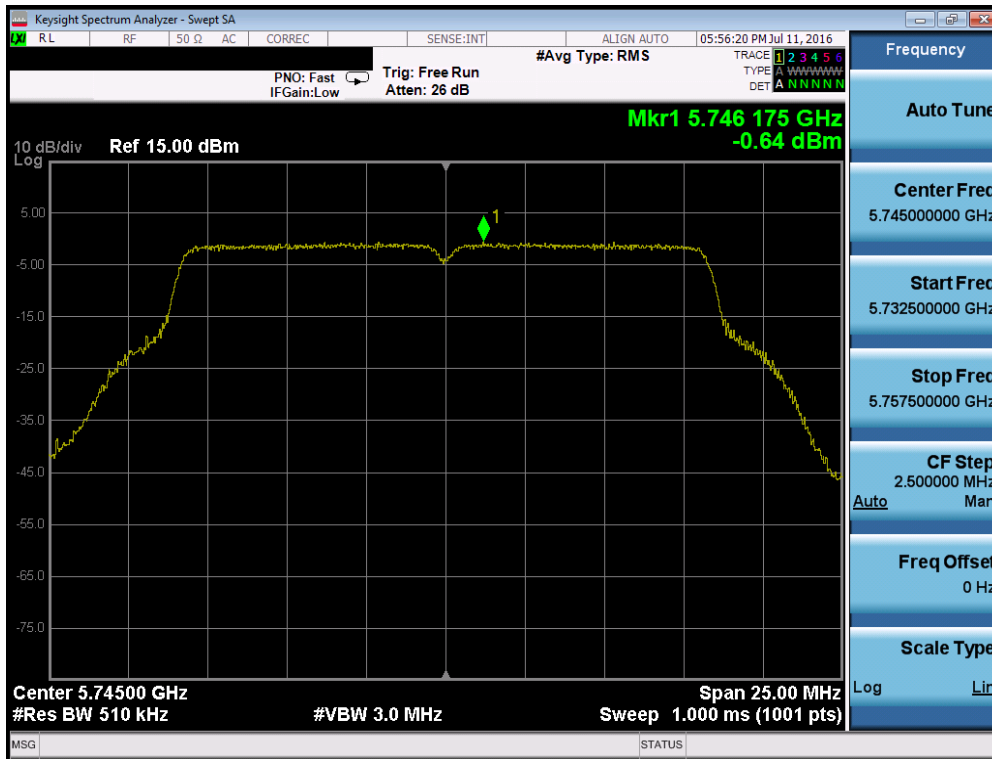 LXI Keysight Spectrum Analyzer - Swept SA
RL RF 50 Ω AC CORREC SENSE:INT ALIGN AUTO 05:56:20 PM Jul 11, 2016
#Avg Type: RMS
TRACE 1 2 3 4 5 6
PNO: Fast Trig: Free Run
TYPE A WWWWW
IFGain:Low Atten: 26 dB
DET A N N N N N
Mkr1 5.746 175 GHz
-0.64 dBm
10 dB/div Ref 15.00 dBm
Log
1
5.00
-5.00
-15.0
-25.0
-35.0
-45.0
-55.0
-65.0
-75.0
Center 5.74500 GHz Span 25.00 MHz
#Res BW 510 kHz #VBW 3.0 MHz Sweep 1.000 ms (1001 pts)
MSG STATUS
Frequency
Auto Tune
Center Freq
5.745000000 GHz
Start Freq
5.732500000 GHz
Stop Freq
5.757500000 GHz
CF Step
2.500000 MHz
Auto Man
Freq Offset
0 Hz
Scale Type
Log Lin